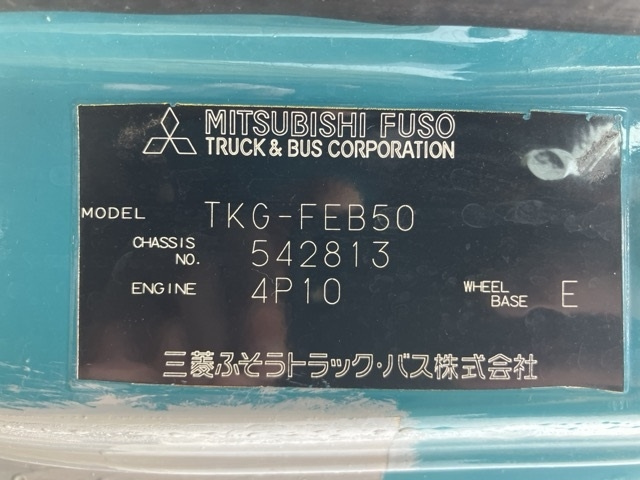 MITSUBISHI FUSO
TRUCK & BUS CORPORATION
MODEL TKG-FEB50
CHASSIS NO. 542813
ENGINE 4P10 WHEEL BASE E
三菱ふそうトラック・バス株式会社